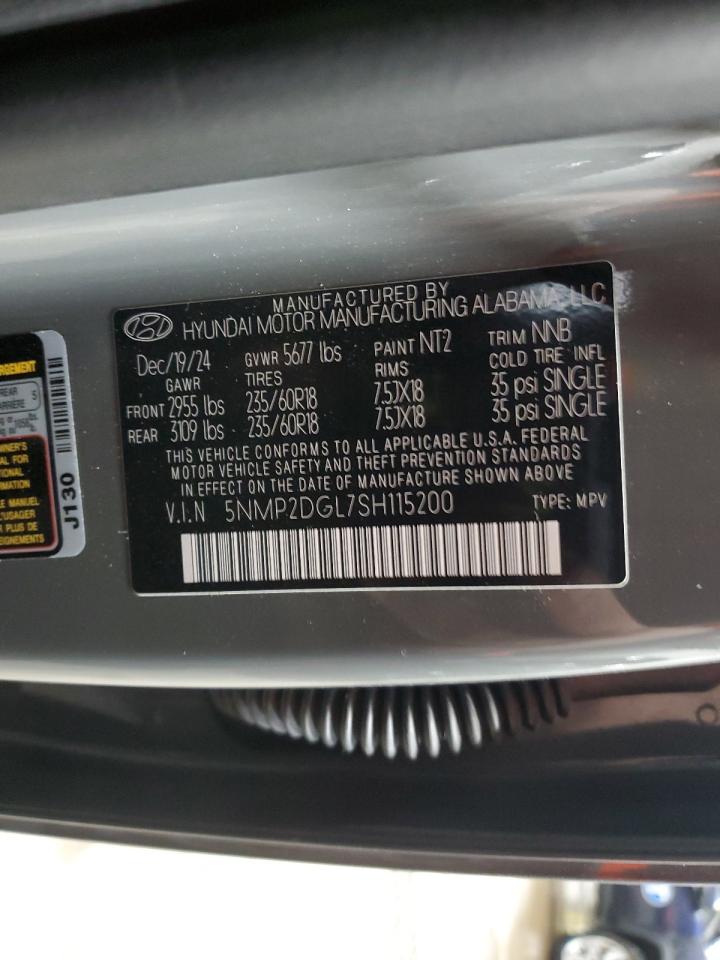 MANUFACTURED BY
HYUNDAI MOTOR MANUFACTURING ALABAMA, LLC
Dec/19/24 GVWR 5677 lbs PAINT NT2 TRIM NNB
GAWR TIRES RIMS COLD TIRE INFL
FRONT 2955 lbs 235/60R18 7.5JX18 35 psi SINGLE
REAR 3109 lbs 235/60R18 7.5JX18 35 psi SINGLE
THIS VEHICLE CONFORMS TO ALL APPLICABLE U.S.A. FEDERAL
MOTOR VEHICLE SAFETY AND THEFT PREVENTION STANDARDS
IN EFFECT ON THE DATE OF MANUFACTURE SHOWN ABOVE
V.I.N 5NMP2DGL7SH115200 TYPE: MPV
REAR
J130